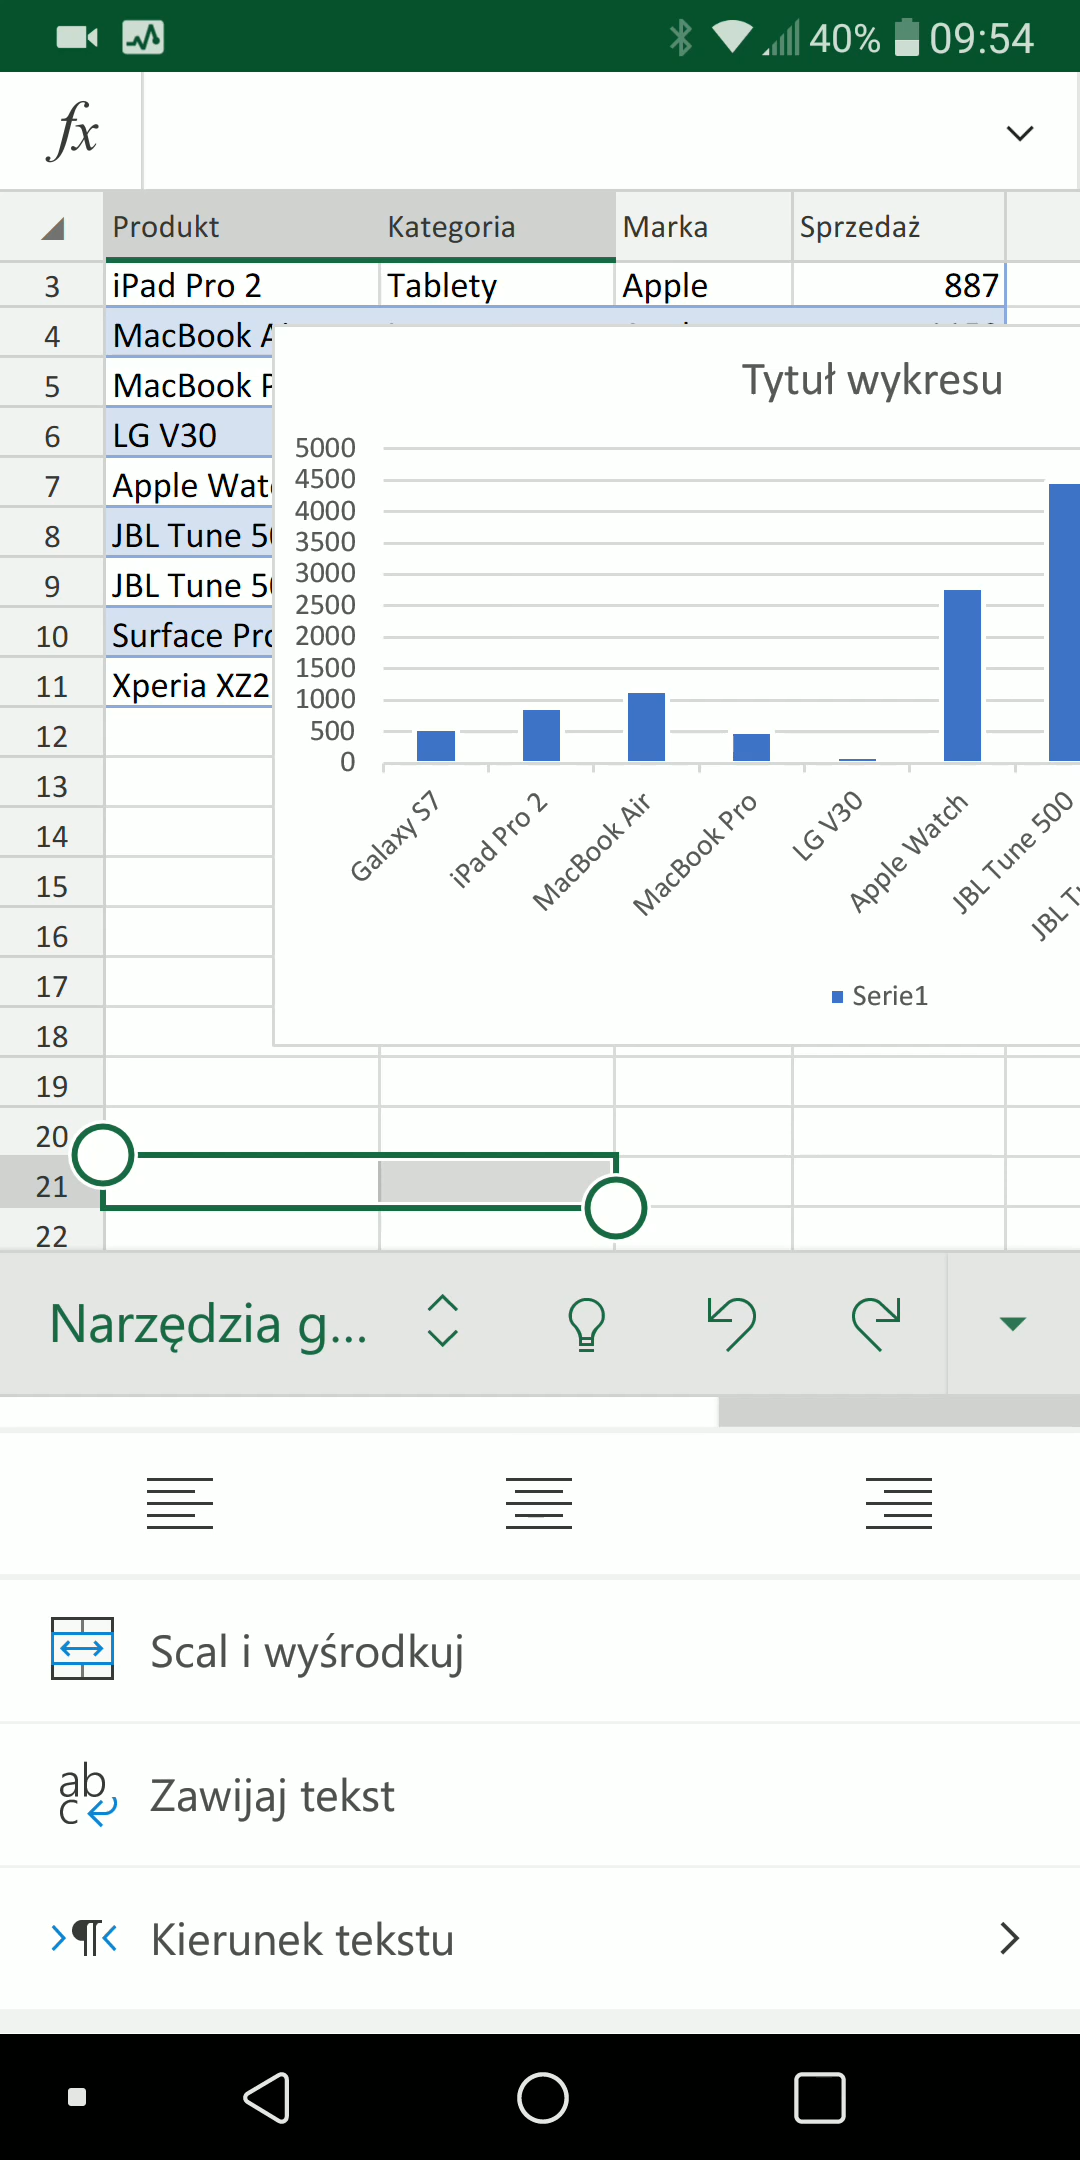 40% 09:54
fx
Produkt Kategoria Marka Sprzedaż
3 iPad Pro 2 Tablety Apple 887
4 MacBook
5 MacBook
6 LG V30
7 Apple
8 JBL Tune
9 JBL Tune
10 Surface
11 Xperia XZ2
12
13
14
15
16
17
18
19
20
21
22
Tytuł wykresu
5000
4500
4000
3500
3000
2500
2000
1500
1000
500
0
Galaxy S7
iPad Pro 2
MacBook Air
MacBook Pro
LG V30
Apple Watch
JBL Tune 500
JBL
Serie1
Narzędzia g...
Scal i wyśrodkuj
ab
c
Zawijaj tekst
Kierunek tekstu